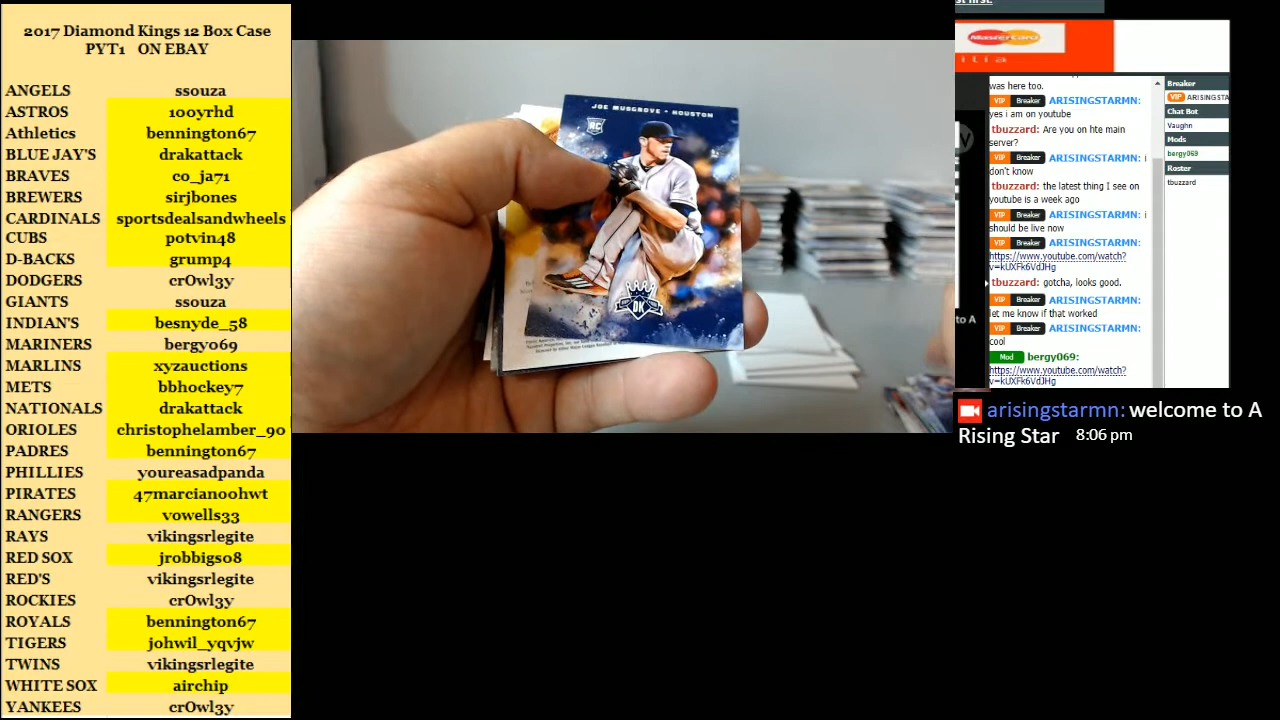 2017 Diamond Kings 12 Box Case
PYT1 ON EBAY
ANGELS ssouza
ASTROS 100yrhd
Athletics bennington67
BLUE JAY'S drakattack
BRAVES co_ja71
BREWERS sirjbones
CARDINALS sportsdealsandwheels
CUBS potvin48
D-BACKS grump4
DODGERS crOwl3y
GIANTS ssouza
INDIAN'S besnyde_58
MARINERS bergy069
MARLINS xyzauctions
METS bbhockey7
NATIONALS drakattack
ORIOLES christophelamber_90
PADRES bennington67
PHILLIES youreasadpanda
PIRATES 47marcianoohwt
RANGERS vowells33
RAYS vikingsrlegite
RED SOX jrobbigs08
RED'S vikingsrlegite
ROCKIES crOwl3y
ROYALS bennington67
TIGERS johwil_yqvjw
TWINS vikingsrlegite
WHITE SOX airchip
YANKEES crOwl3y
JOE MUSGROVE • HOUSTON
RC
DK
st first.
MasterCard
was here too.
VIP Breaker ARISINGSTARMN:
yes i am on youtube
tbuzzard: Are you on hte main
server?
VIP Breaker ARISINGSTARMN: i
don't know
tbuzzard: the latest thing I see on
youtube is a week ago
VIP Breaker ARISINGSTARMN: i
should be live now
VIP Breaker ARISINGSTARMN:
https://www.youtube.com/watch?
v=kUXFk6VdJHg
tbuzzard: gotcha, looks good.
VIP Breaker ARISINGSTARMN:
let me know if that worked
VIP Breaker ARISINGSTARMN:
cool
Mod bergy069:
https://www.youtube.com/watch?
v=kUXFk6VdJHg
to A
Breaker
VIP ARISINGSTA
Chat Bot
Vaughn
Mods
bergy069
Roster
tbuzzard
arisingstarmn: welcome to A
Rising Star 8:06 pm